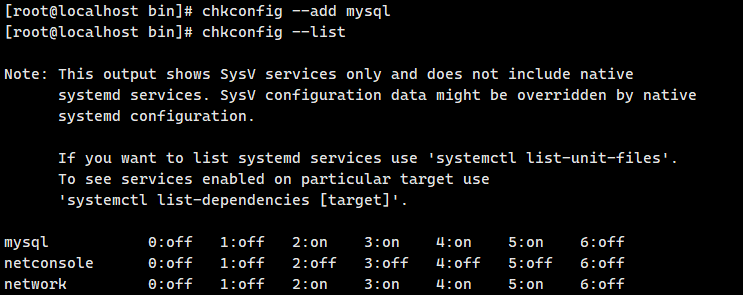 [root@localhost bin]# chkconfig --add mysql
[root@localhost bin]# chkconfig --list
Note: This output shows SysV services only and does not include native
systemd services. SysV configuration data might be overridden by native
systemd configuration.
If you want to list systemd services use 'systemctl list-unit-files'.
To see services enabled on particular target use
'systemctl list-dependencies [target]'.
mysql 0:off 1:off 2:on 3:on 4:on 5:on 6:off
netconsole 0:off 1:off 2:off 3:off 4:off 5:off 6:off
network 0:off 1:off 2:on 3:on 4:on 5:on 6:off